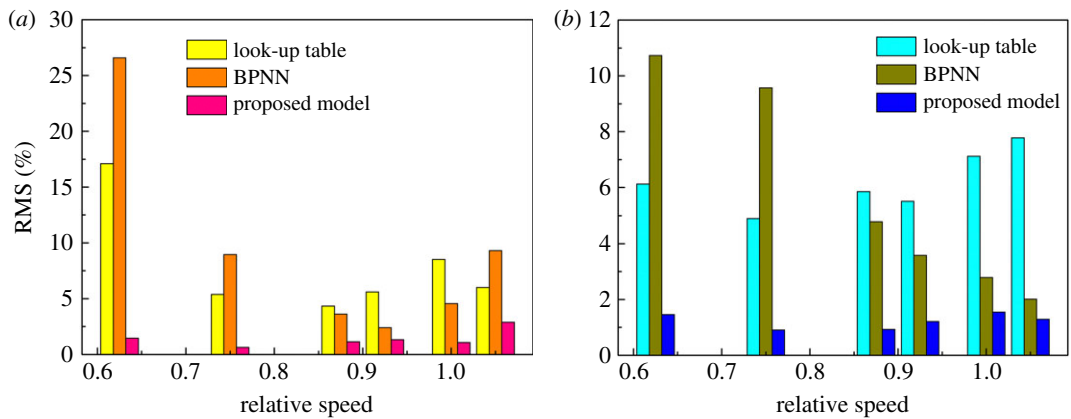 (a)
30
25
20
15
10
5
0
RMS (%)
look-up table
BPNN
proposed model
0.6 0.7 0.8 0.9 1.0
relative speed
(b)
12
10
8
6
4
2
0
look-up table
BPNN
proposed model
0.6 0.7 0.8 0.9 1.0
relative speed